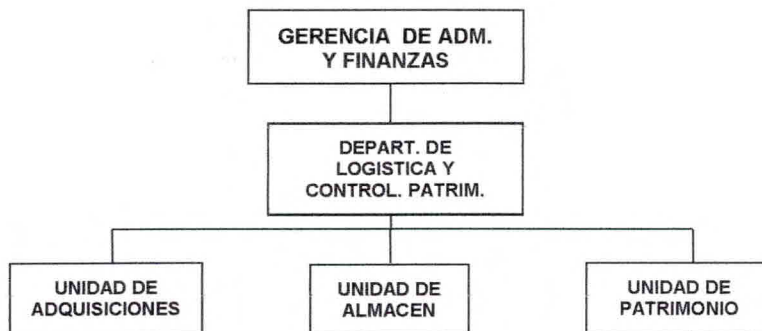 GERENCIA DE ADM.
Y FINANZAS
DEPART. DE
LOGISTICA Y
CONTROL. PATRIM.
UNIDAD DE
ADQUISICIONES
UNIDAD DE
ALMACEN
UNIDAD DE
PATRIMONIO